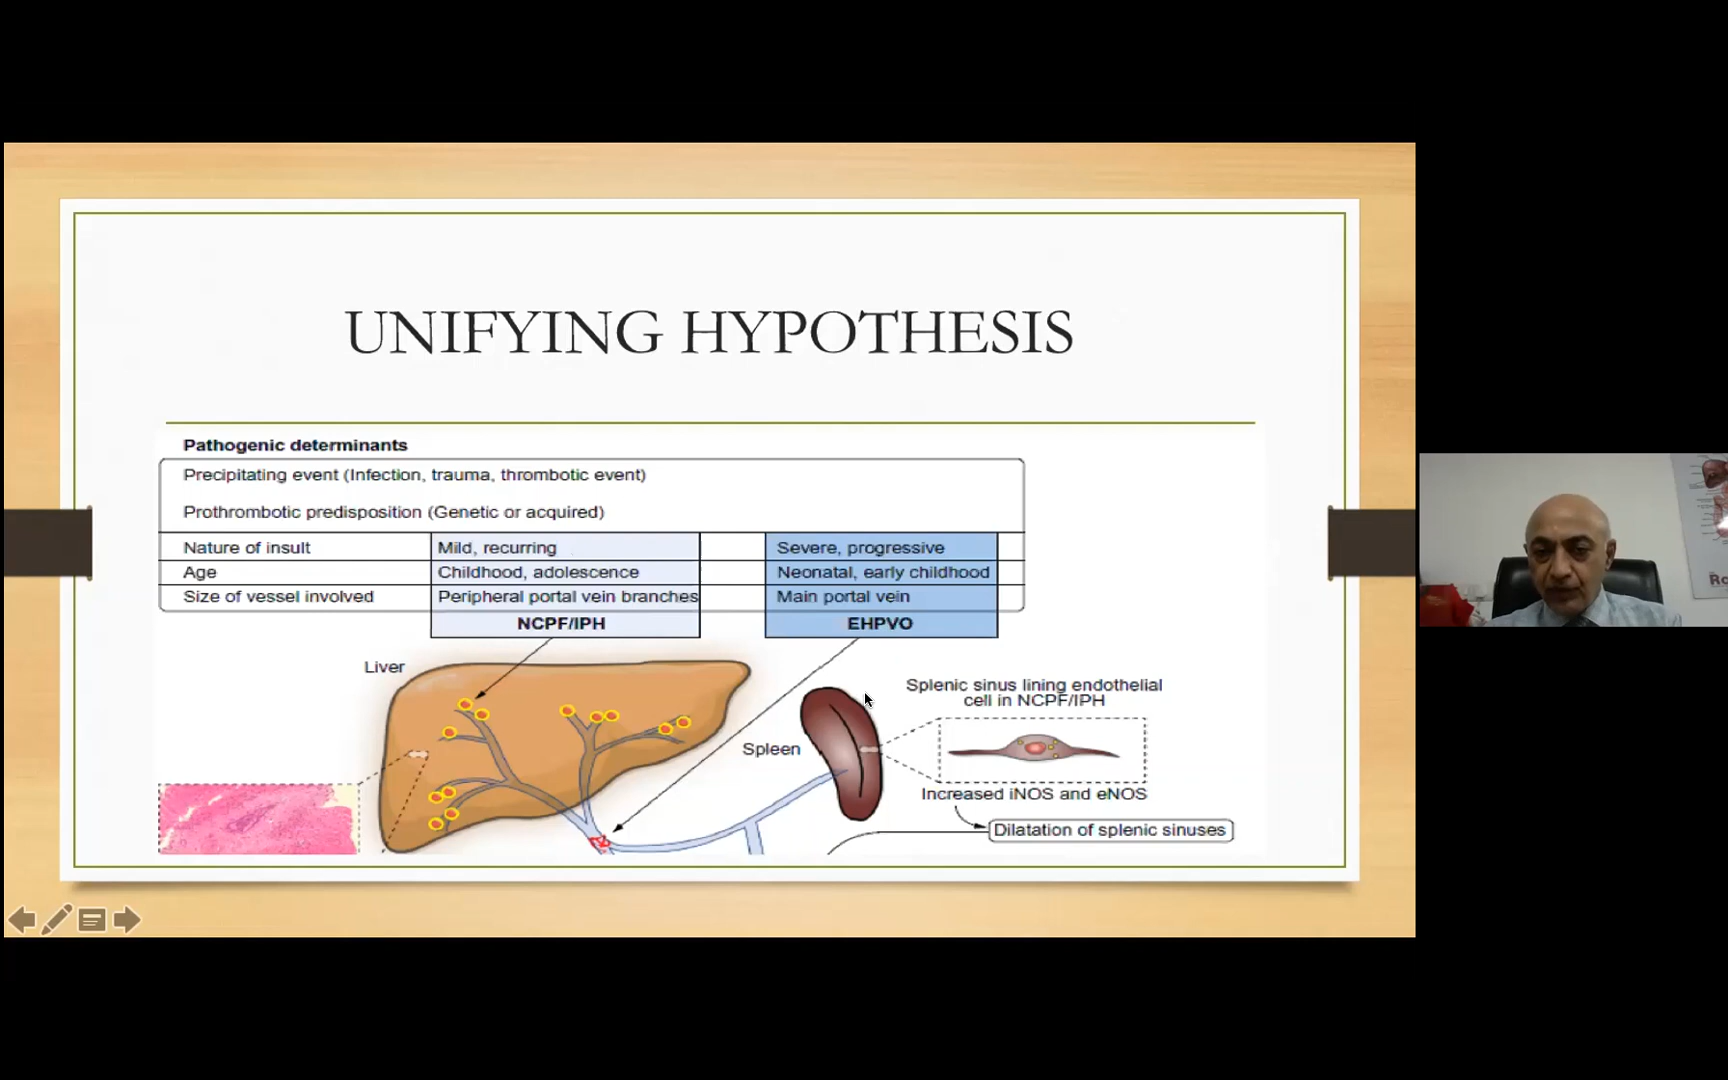 UNIFYING HYPOTHESIS
Pathogenic determinants
Precipitating event (Infection, trauma, thrombotic event)
Prothrombotic predisposition (Genetic or acquired)
Nature of insult Mild, recurring Severe, progressive
Age Childhood, adolescence Neonatal, early childhood
Size of vessel involved Peripheral portal vein branches Main portal vein
NCPF/IPH EHPVO
Liver
Splenic sinus lining endothelial
cell in NCPF/IPH
Spleen
Increased iNOS and eNOS
Dilatation of splenic sinuses